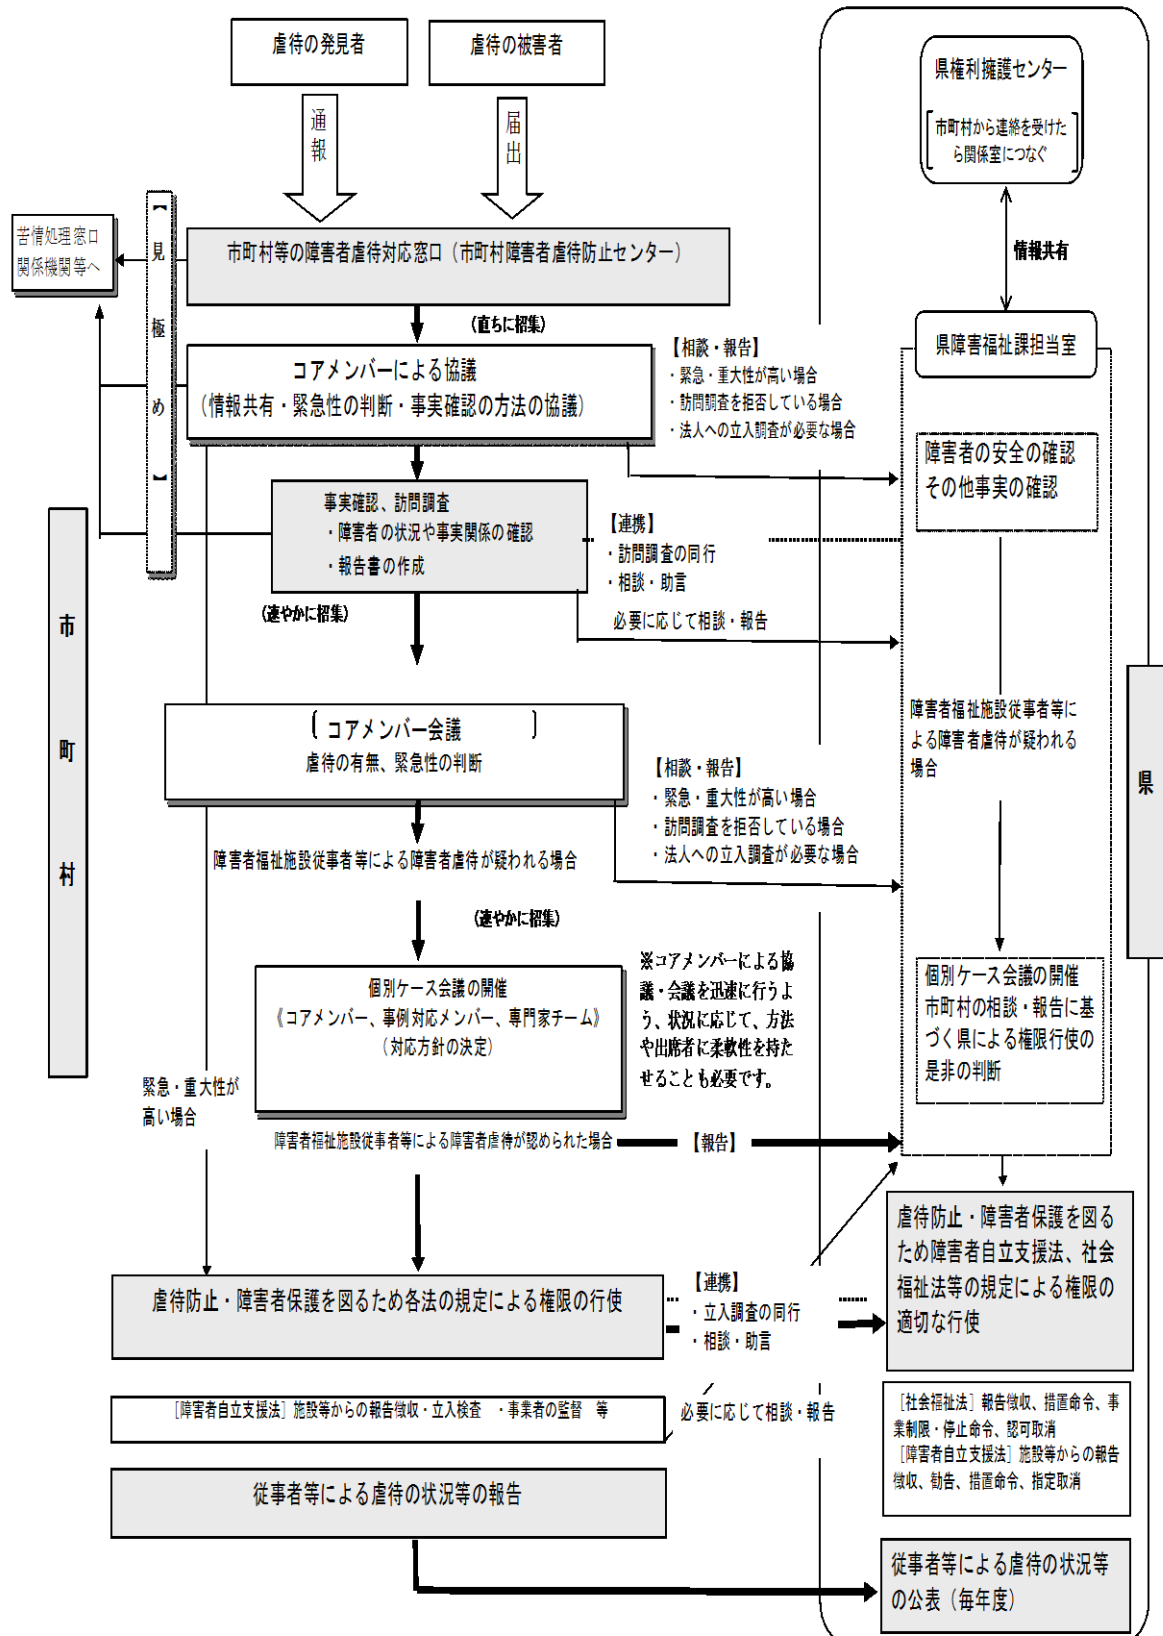 虐待の発見者
虐待の被害者
通報
届出
県権利擁護センター
市町村から連絡を受けた
ら関係室につなぐ
情報共有
苦情処理窓口
関係機関等へ
【見極め】
市町村等の障害者虐待対応窓口（市町村障害者虐待防止センター）
(直ちに招集)
コアメンバーによる協議
（情報共有・緊急性の判断・事実確認の方法の協議）
【相談・報告】
・緊急・重大性が高い場合
・訪問調査を拒否している場合
・法人への立入調査が必要な場合
県障害福祉課担当室
障害者の安全の確認
その他事実の確認
事実確認、訪問調査
・障害者の状況や事実関係の確認
・報告書の作成
【連携】
・訪問調査の同行
・相談・助言
(速やかに招集)
必要に応じて相談・報告
市町村
県
コアメンバー会議
虐待の有無、緊急性の判断
【相談・報告】
・緊急・重大性が高い場合
・訪問調査を拒否している場合
・法人への立入調査が必要な場合
障害者福祉施設従事者等に
よる障害者虐待が疑われる
場合
障害者福祉施設従事者等による障害者虐待が疑われる場合
(速やかに招集)
個別ケース会議の開催
《コアメンバー、事例対応メンバー、専門家チーム》
（対応方針の決定）
※コアメンバーによる協
議・会議を迅速に行うよ
う、状況に応じて、方法
や出席者に柔軟性を持た
せることも必要です。
個別ケース会議の開催
市町村の相談・報告に基
づく県による権限行使の
是非の判断
緊急・重大性が
高い場合
障害者福祉施設従事者等による障害者虐待が認められた場合
【報告】
虐待防止・障害者保護を図るため各法の規定による権限の行使
【連携】
・立入調査の同行
・相談・助言
虐待防止・障害者保護を図る
ため障害者自立支援法、社会
福祉法等の規定による権限の
適切な行使
［障害者自立支援法］施設等からの報告徴収・立入検査　・事業者の監督　等
必要に応じて相談・報告
［社会福祉法］報告徴収、措置命令、事
業制限・停止命令、認可取消
［障害者自立支援法］施設等からの報告
徴収、勧告、措置命令、指定取消
従事者等による虐待の状況等の報告
従事者等による虐待の状況等
の公表（毎年度）